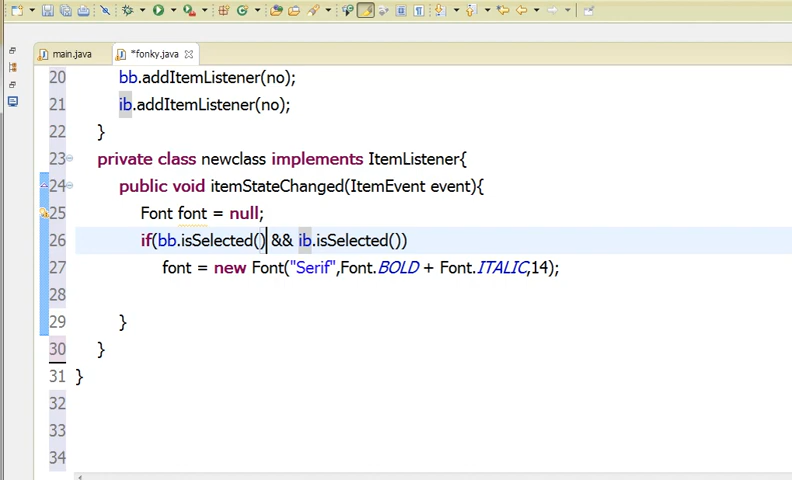 main.java *fonky.java
20 bb.addItemListener(no);
21 ib.addItemListener(no);
22 }
23 private class newclass implements ItemListener{
24 public void itemStateChanged(ItemEvent event){
25 Font font = null;
26 if(bb.isSelected() && ib.isSelected())
27 font = new Font("Serif",Font.BOLD + Font.ITALIC,14);
28
29 }
30 }
31 }
32
33
34